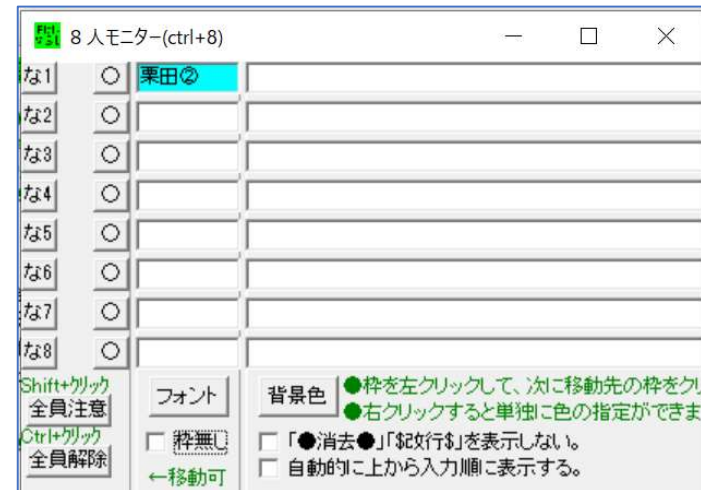 8人モニター(ctrl+8)
な1 ○ 栗田②
な2 ○
な3 ○
な4 ○
な5 ○
な6 ○
な7 ○
な8 ○
Shift+クリック
全員注意
Ctrl+クリック
全員解除
フォント
枠無し
←移動可
背景色
●枠を左クリックして、次に移動先の枠をクリ
●右クリックすると単独に色の指定ができま
「●消去●」「$改行$」を表示しない。
自動的に上から入力順に表示する。